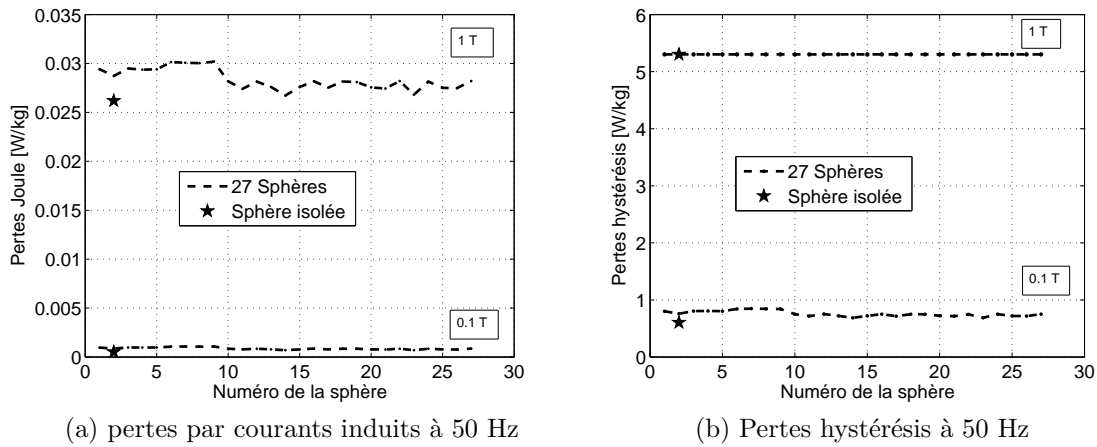 0.035
0.03
0.025
0.02
0.015
0.01
0.005
0
Pertes Joule [W/kg]
1 T
27 Sphères
Sphère isolée
0.1 T
0 5 10 15 20 25 30
Numéro de la sphère
(a) pertes par courants induits à 50 Hz
6
5
4
3
2
1
0
Pertes hystérésis [W/kg]
1 T
27 Sphères
Sphère isolée
0.1 T
0 5 10 15 20 25 30
Numéro de la sphère
(b) Pertes hystérésis à 50 Hz